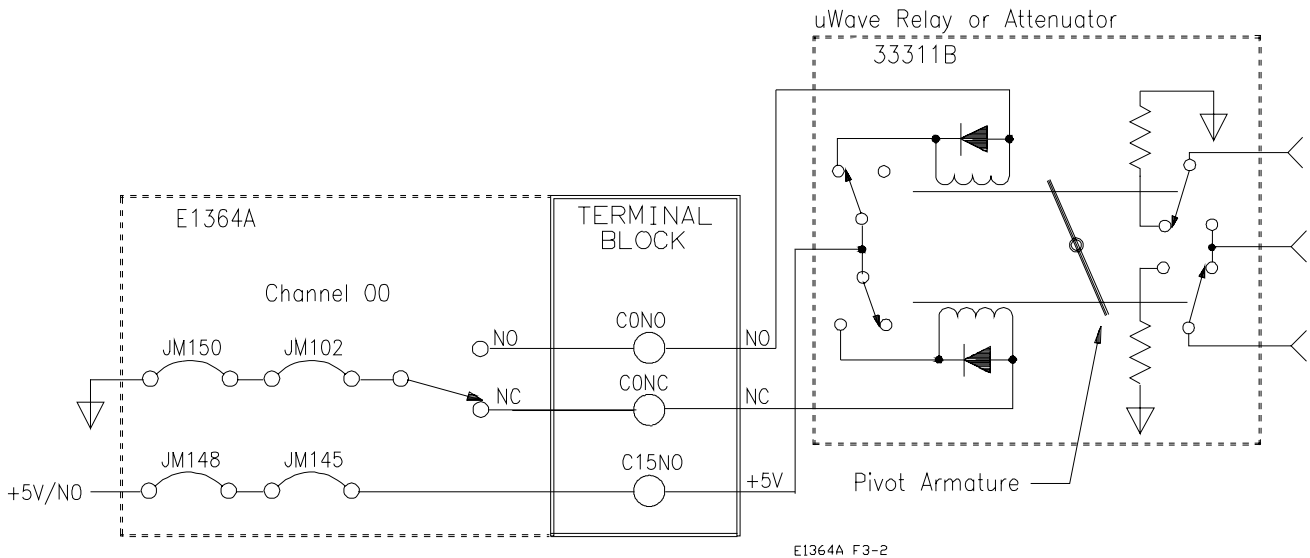 uWave Relay or Attenuator
33311B
E1364A
TERMINAL
BLOCK
Channel 00
JM150
JM102
NO
C0NO
NO
NC
C0NC
NC
JM148
JM145
C15NO
+5V/NO
+5V
Pivot Armature
E1364A F3-2